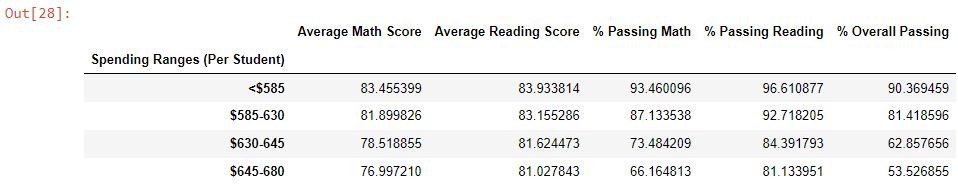 Out[28]:
Average Math Score Average Reading Score % Passing Math % Passing Reading % Overall Passing
Spending Ranges (Per Student)
<$585 83.455399 83.933814 93.460096 96.610877 90.369459
$585-630 81.899826 83.155286 87.133538 92.718205 81.418596
$630-645 78.518855 81.624473 73.484209 84.391793 62.857656
$645-680 76.997210 81.027843 66.164813 81.133951 53.526855